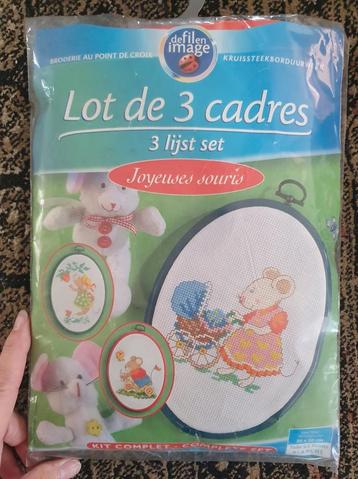 defilen
image
BRODERIE AU POINT DE CROIX
KRUISSTEEKBORDUUR
Lot de 3 cadres
3 lijst set
Joyeuses souris
KIT COMPLET - COMPLETE SET